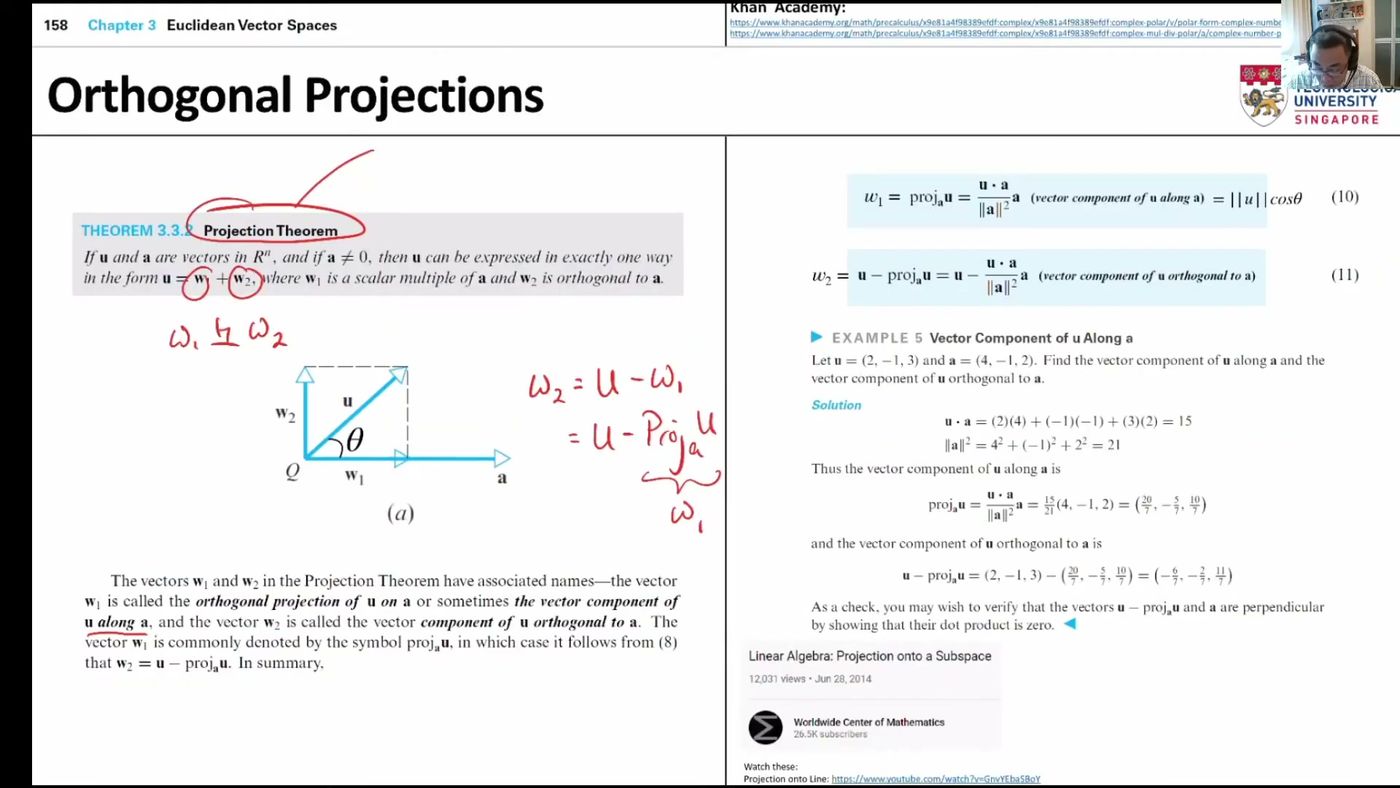 158 Chapter 3 Euclidean Vector Spaces
Khan Academy:
https://www.khanacademy.org/math/precalculus/x9e81a4f98389efdf:complex/x9e81a4f98389efdf:complex-polar/v/polar-form-complex-numbe
https://www.khanacademy.org/math/precalculus/x9e81a4f98389efdf:complex/x9e81a4f98389efdf:complex-mul-div-polar/a/complex-number-p
Orthogonal Projections
UNIVERSITY
SINGAPORE
THEOREM 3.3.2 Projection Theorem
If u and a are vectors in Rⁿ, and if a ≠ 0, then u can be expressed in exactly one way
in the form u = w₁ + w₂, where w₁ is a scalar multiple of a and w₂ is orthogonal to a.
ω₁ ∦ ω₂
w₂
u
θ
Q
w₁
a
(a)
ω₂ = u − ω₁
= u − Projₐu
ω₁
The vectors w₁ and w₂ in the Projection Theorem have associated names—the vector
w₁ is called the orthogonal projection of u on a or sometimes the vector component of
u along a, and the vector w₂ is called the vector component of u orthogonal to a. The
vector w₁ is commonly denoted by the symbol projₐu, in which case it follows from (8)
that w₂ = u − projₐu. In summary,
w₁ = projₐu = u · a / ‖a‖² a (vector component of u along a) = ||u||cosθ (10)
w₂ = u − projₐu = u − u · a / ‖a‖² a (vector component of u orthogonal to a) (11)
EXAMPLE 5 Vector Component of u Along a
Let u = (2, −1, 3) and a = (4, −1, 2). Find the vector component of u along a and the
vector component of u orthogonal to a.
Solution
u · a = (2)(4) + (−1)(−1) + (3)(2) = 15
‖a‖² = 4² + (−1)² + 2² = 21
Thus the vector component of u along a is
projₐu = u · a / ‖a‖² a = 15/21 (4, −1, 2) = (20/7, −5/7, 10/7)
and the vector component of u orthogonal to a is
u − projₐu = (2, −1, 3) − (20/7, −5/7, 10/7) = (−6/7, −2/7, 11/7)
As a check, you may wish to verify that the vectors u − projₐu and a are perpendicular
by showing that their dot product is zero.
Linear Algebra: Projection onto a Subspace
12,031 views • Jun 28, 2014
Worldwide Center of Mathematics
26.5K subscribers
Watch these:
Projection onto Line: https://www.youtube.com/watch?v=GnvYEbaSBoY